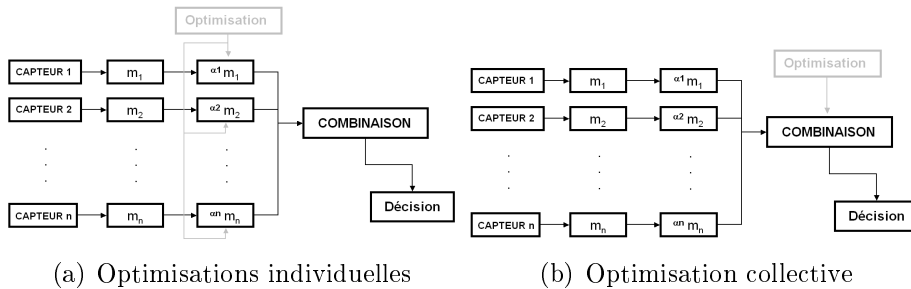 Optimisation
CAPTEUR 1 m1 α1 m1
CAPTEUR 2 m2 α2 m2
COMBINAISON
. . .
. . .
. . .
Décision
CAPTEUR n mn αn mn
(a) Optimisations individuelles
Optimisation
CAPTEUR 1 m1 α1 m1
CAPTEUR 2 m2 α2 m2
COMBINAISON
. . .
. . .
. . .
Décision
CAPTEUR n mn αn mn
(b) Optimisation collective